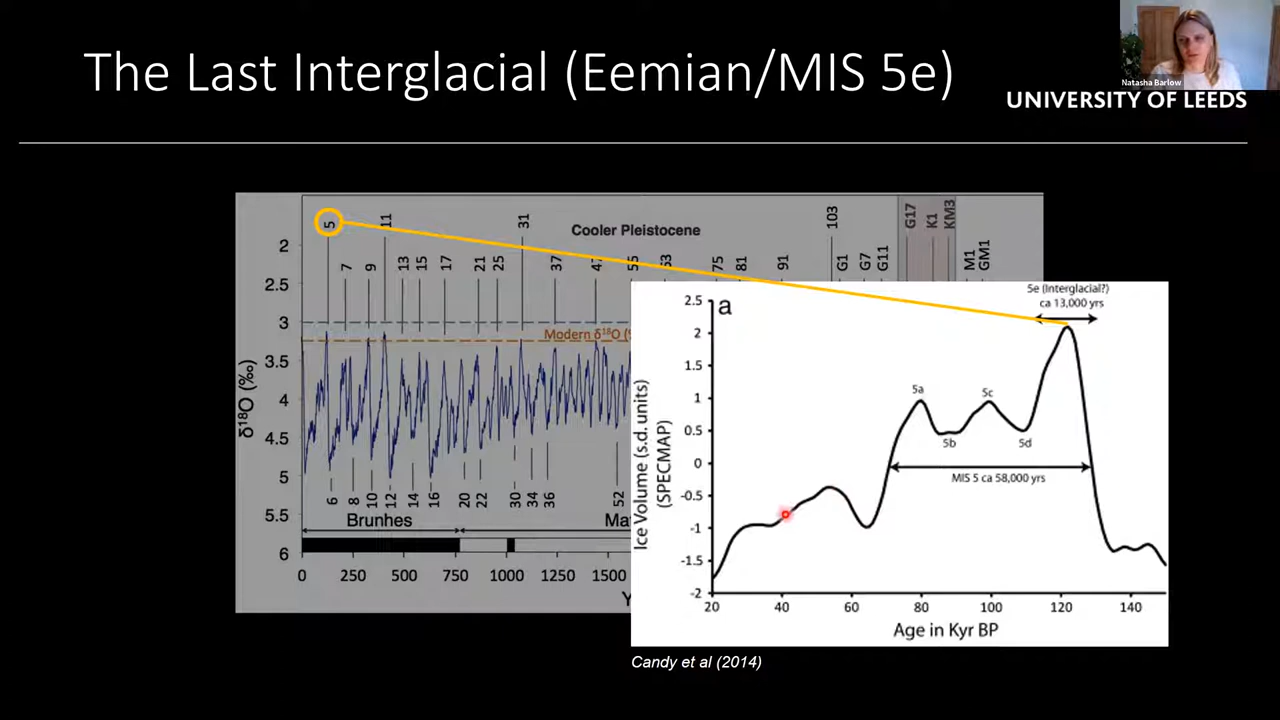 The Last Interglacial (Eemian/MIS 5e)
Natasha Barlow
UNIVERSITY OF LEEDS
5
11
31
103
G17
K1
KM3
Cooler Pleistocene
7
9
13
15
17
21
25
37
47
55
63
75
81
91
G1
G7
G11
M1
GM1
2
2.5
3
3.5
4
4.5
5
5.5
6
δ¹⁸O (‰)
Modern δ¹⁸O
6
8
10
12
14
16
20
22
30
34
36
52
Brunhes
Ma
0
250
500
750
1000
1250
1500
Y
a
5e (Interglacial?)
ca 13,000 yrs
2.5
2
1.5
1
0.5
0
-0.5
-1
-1.5
-2
Ice Volume (s.d. units)
(SPECMAP)
5a
5c
5b
5d
MIS 5 ca 58,000 yrs
20
40
60
80
100
120
140
Age in Kyr BP
Candy et al (2014)